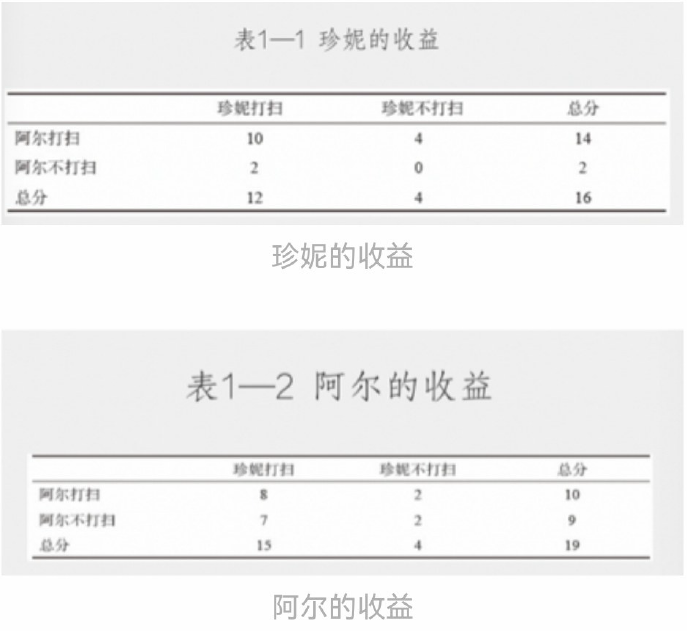 表1—1 珍妮的收益
珍妮打扫 珍妮不打扫 总分
阿尔打扫 10 4 14
阿尔不打扫 2 0 2
总分 12 4 16
珍妮的收益
表1—2 阿尔的收益
珍妮打扫 珍妮不打扫 总分
阿尔打扫 8 2 10
阿尔不打扫 7 2 9
总分 15 4 19
阿尔的收益